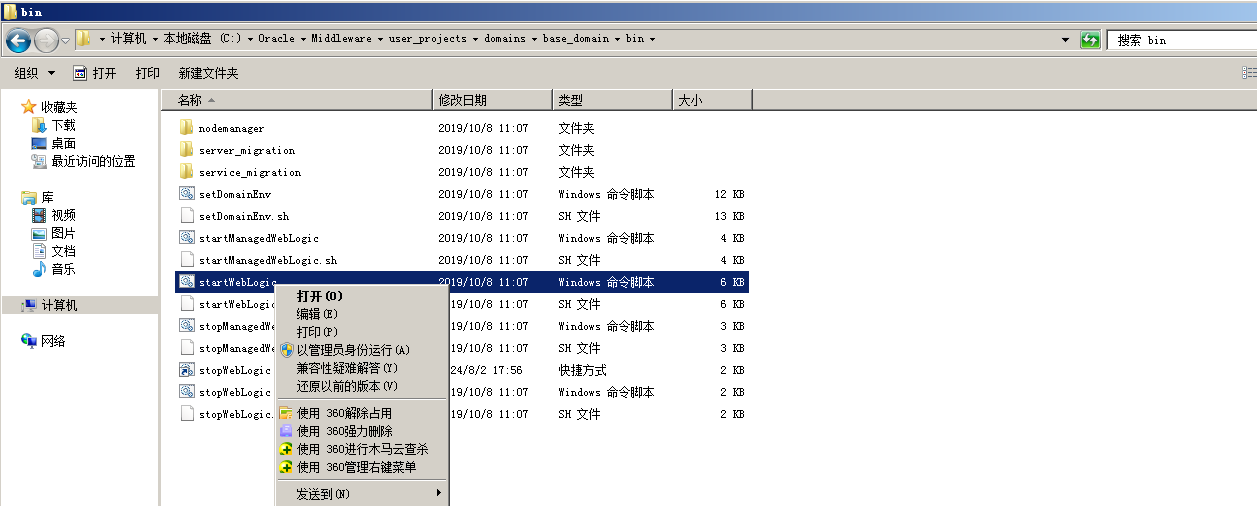 bin
计算机 本地磁盘 (C:) Oracle Middleware user_projects domains base_domain bin 搜索 bin
组织 打开 打印 新建文件夹
名称 修改日期 类型 大小
收藏夹
下载
桌面
最近访问的位置
库
视频
图片
文档
音乐
计算机
网络
nodemanager 2019/10/8 11:07 文件夹
server_migration 2019/10/8 11:07 文件夹
service_migration 2019/10/8 11:07 文件夹
setDomainEnv 2019/10/8 11:07 Windows 命令脚本 12 KB
setDomainEnv.sh 2019/10/8 11:07 SH 文件 13 KB
startManagedWebLogic 2019/10/8 11:07 Windows 命令脚本 4 KB
startManagedWebLogic.sh 2019/10/8 11:07 SH 文件 4 KB
startWebLogic 2019/10/8 11:07 Windows 命令脚本 6 KB
startWebLogic 19/10/8 11:07 SH 文件 6 KB
stopManagedWe 19/10/8 11:07 Windows 命令脚本 3 KB
stopManagedWe 19/10/8 11:07 SH 文件 3 KB
stopWebLogic 24/8/2 17:56 快捷方式 2 KB
stopWebLogic 19/10/8 11:07 Windows 命令脚本 2 KB
stopWebLogic. 19/10/8 11:07 SH 文件 2 KB
打开(O)
编辑(E)
打印(P)
以管理员身份运行(A)
兼容性疑难解答(Y)
还原以前的版本(V)
使用 360解除占用
使用 360强力删除
使用 360进行木马云查杀
使用 360管理右键菜单
发送到(N)